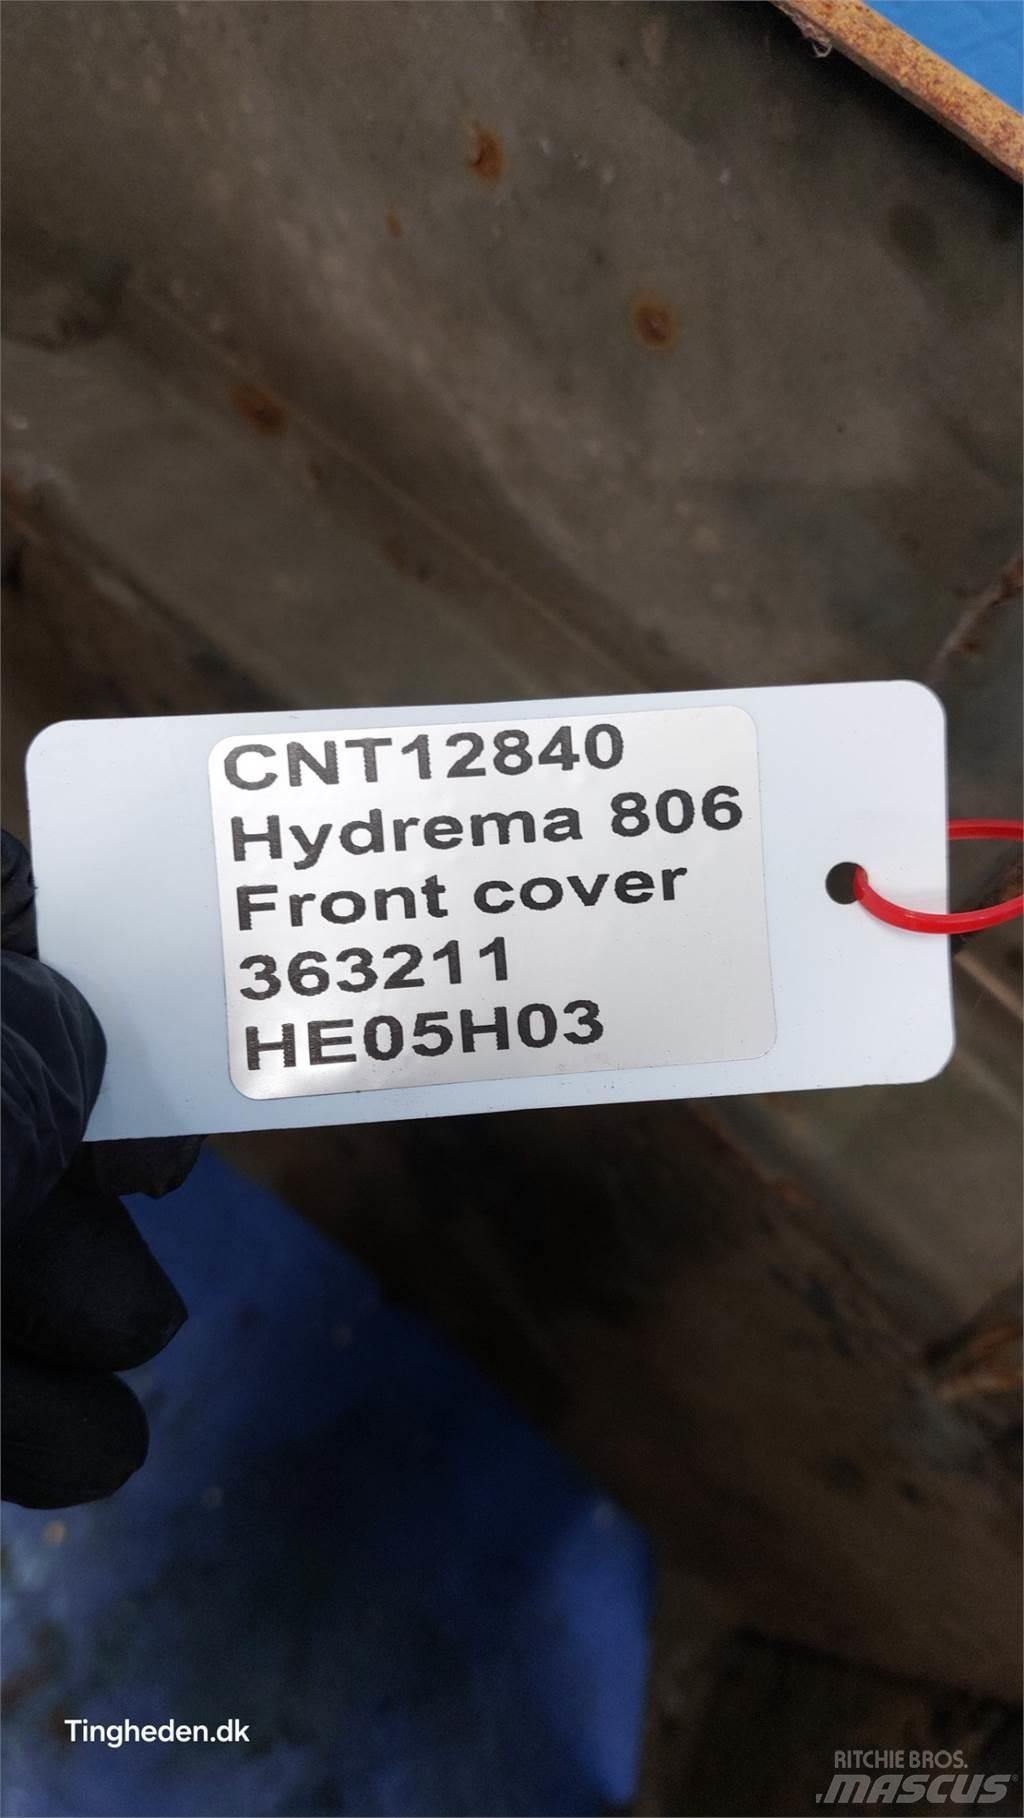 CNT12840
Hydrema 806
Front cover
363211
HE05H03
Tingheden.dk
RITCHIE BROS.
MASCUS